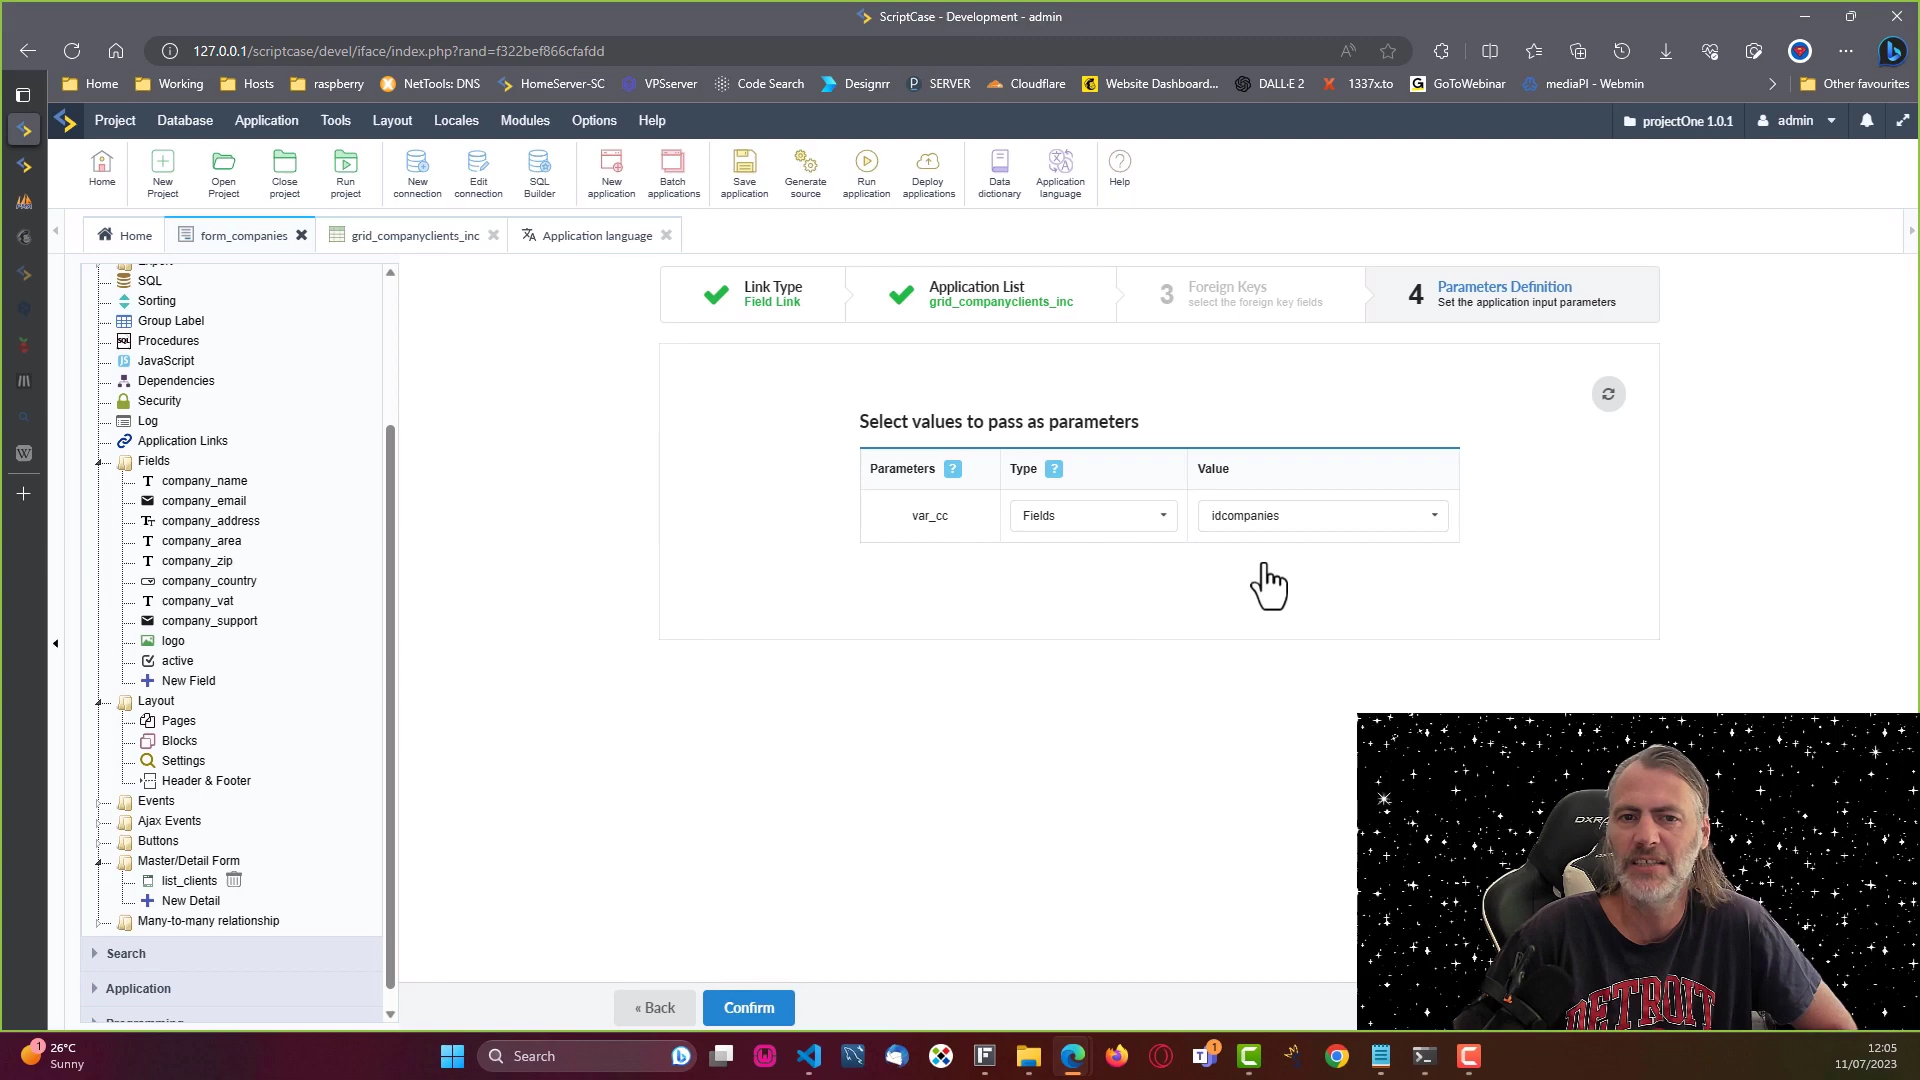 ScriptCase - Development - admin
127.0.0.1/scriptcase/devel/iface/index.php?rand=f322bef866cfafdd
Home
Working
Hosts
raspberry
NetTools: DNS
HomeServer-SC
VPSserver
Code Search
Designrr
SERVER
Cloudflare
Website Dashboard...
DALL·E 2
1337x.to
GoToWebinar
mediaPI - Webmin
Other favourites
Project
Database
Application
Tools
Layout
Locales
Modules
Options
Help
projectOne 1.0.1
admin
Home
New
Project
Open
Project
Close
project
Run
project
New
connection
Edit
connection
SQL
Builder
New
application
Batch
applications
Save
application
Generate
source
Run
application
Deploy
applications
Data
dictionary
Application
language
Help
Home
form_companies
grid_companyclients_inc
Application language
SQL
Sorting
Group Label
Procedures
JavaScript
Dependencies
Security
Log
Application Links
Fields
company_name
company_email
company_address
company_area
company_zip
company_country
company_vat
company_support
logo
active
New Field
Layout
Pages
Blocks
Settings
Header & Footer
Events
Ajax Events
Buttons
Master/Detail Form
list_clients
New Detail
Many-to-many relationship
Search
Application
Link Type
Field Link
Application List
grid_companyclients_inc
3
Foreign Keys
select the foreign key fields
4
Parameters Definition
Set the application input parameters
Select values to pass as parameters
Parameters ?
Type ?
Value
var_cc
Fields
idcompanies
« Back
Confirm
DXRA
DETROIT
1
26°C
Sunny
Search
1
12:05
11/07/2023